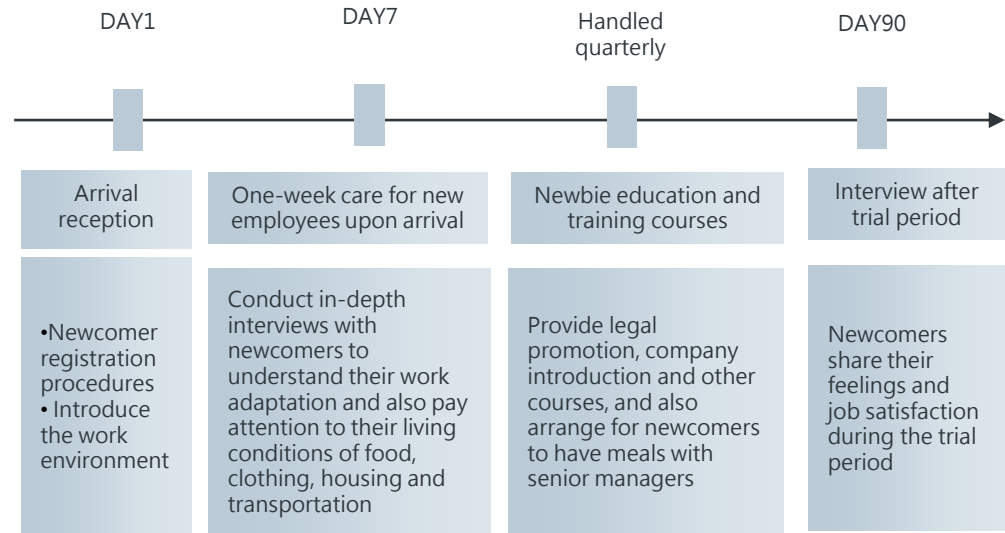 DAY1
DAY7
Handled
quarterly
DAY90
Arrival
reception
One-week care for new
employees upon arrival
Newbie education and
training courses
Interview after
trial period
•Newcomer
registration
procedures
• Introduce
the work
environment
Conduct in-depth
interviews with
newcomers to
understand their work
adaptation and also pay
attention to their living
conditions of food,
clothing, housing and
transportation
Provide legal
promotion, company
introduction and other
courses, and also
arrange for newcomers
to have meals with
senior managers
Newcomers
share their
feelings and
job satisfaction
during the trial
period